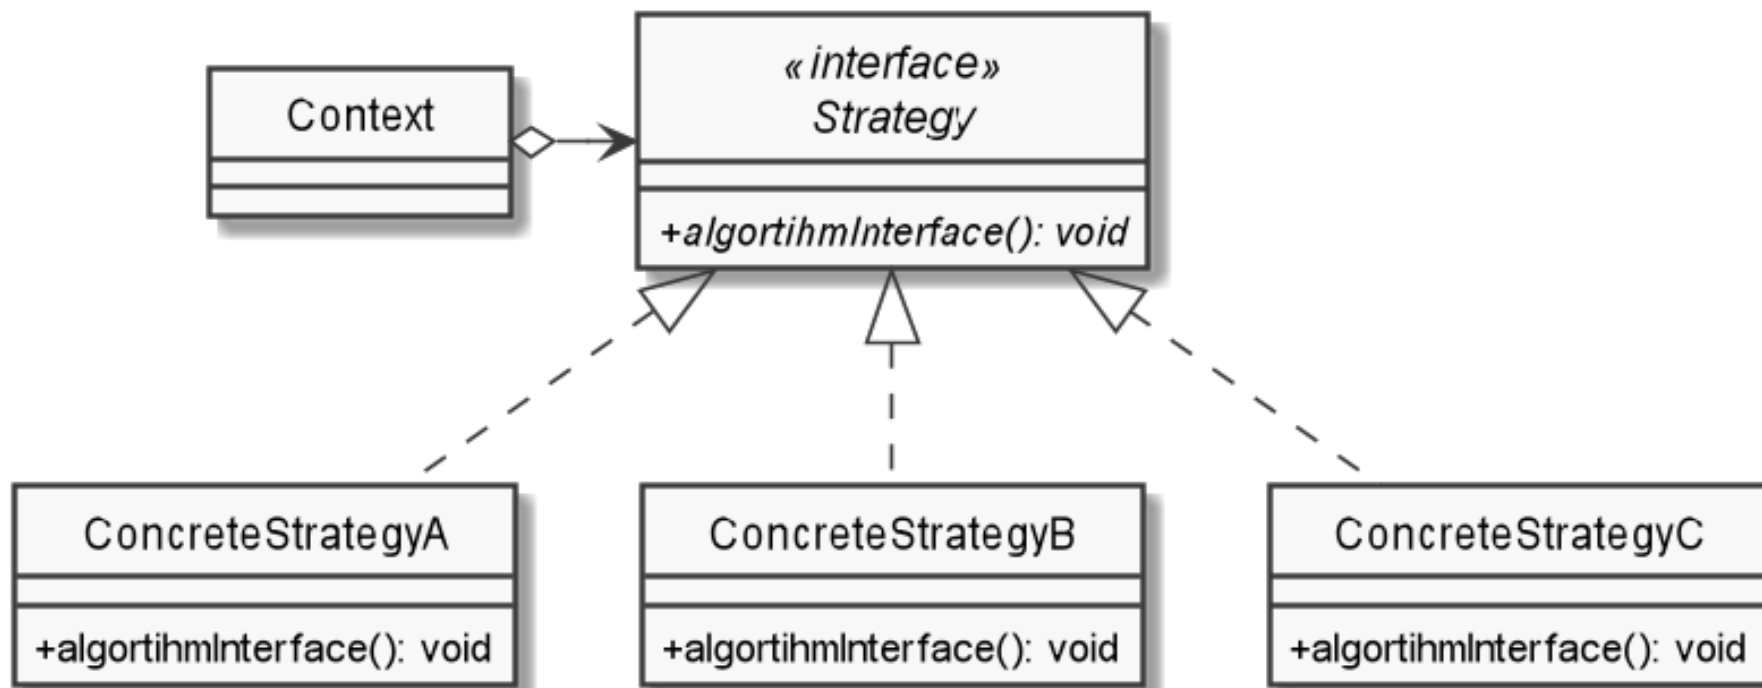 Context
«interface»
Strategy
+algortihmInterface(): void
ConcreteStrategyA
+algortihmInterface(): void
ConcreteStrategyB
+algortihmInterface(): void
ConcreteStrategyC
+algortihmInterface(): void